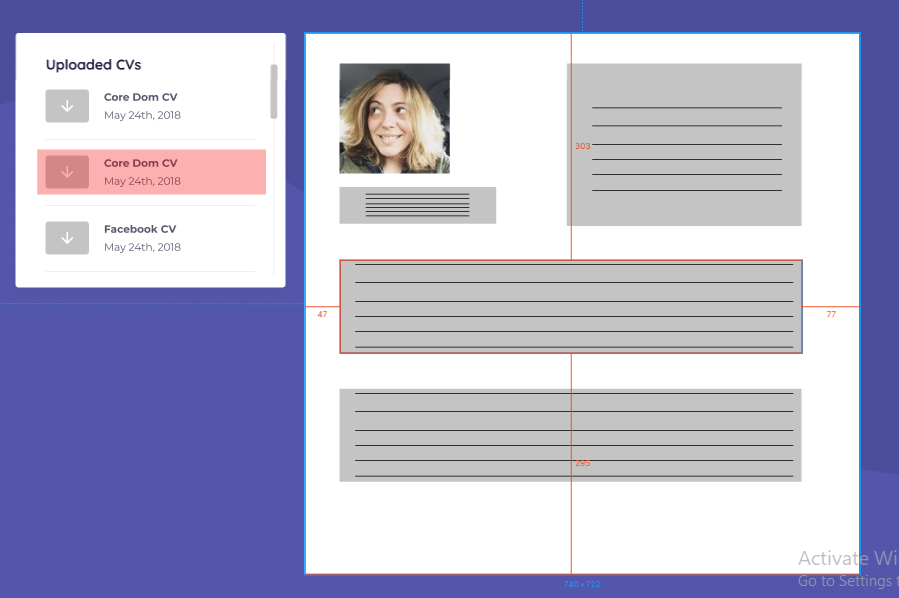 Uploaded CVs
Core Dom CV
May 24th, 2018
Core Dom CV
May 24th, 2018
Facebook CV
May 24th, 2018
303
47
77
295
740×722
Activate Wi
Go to Settings t